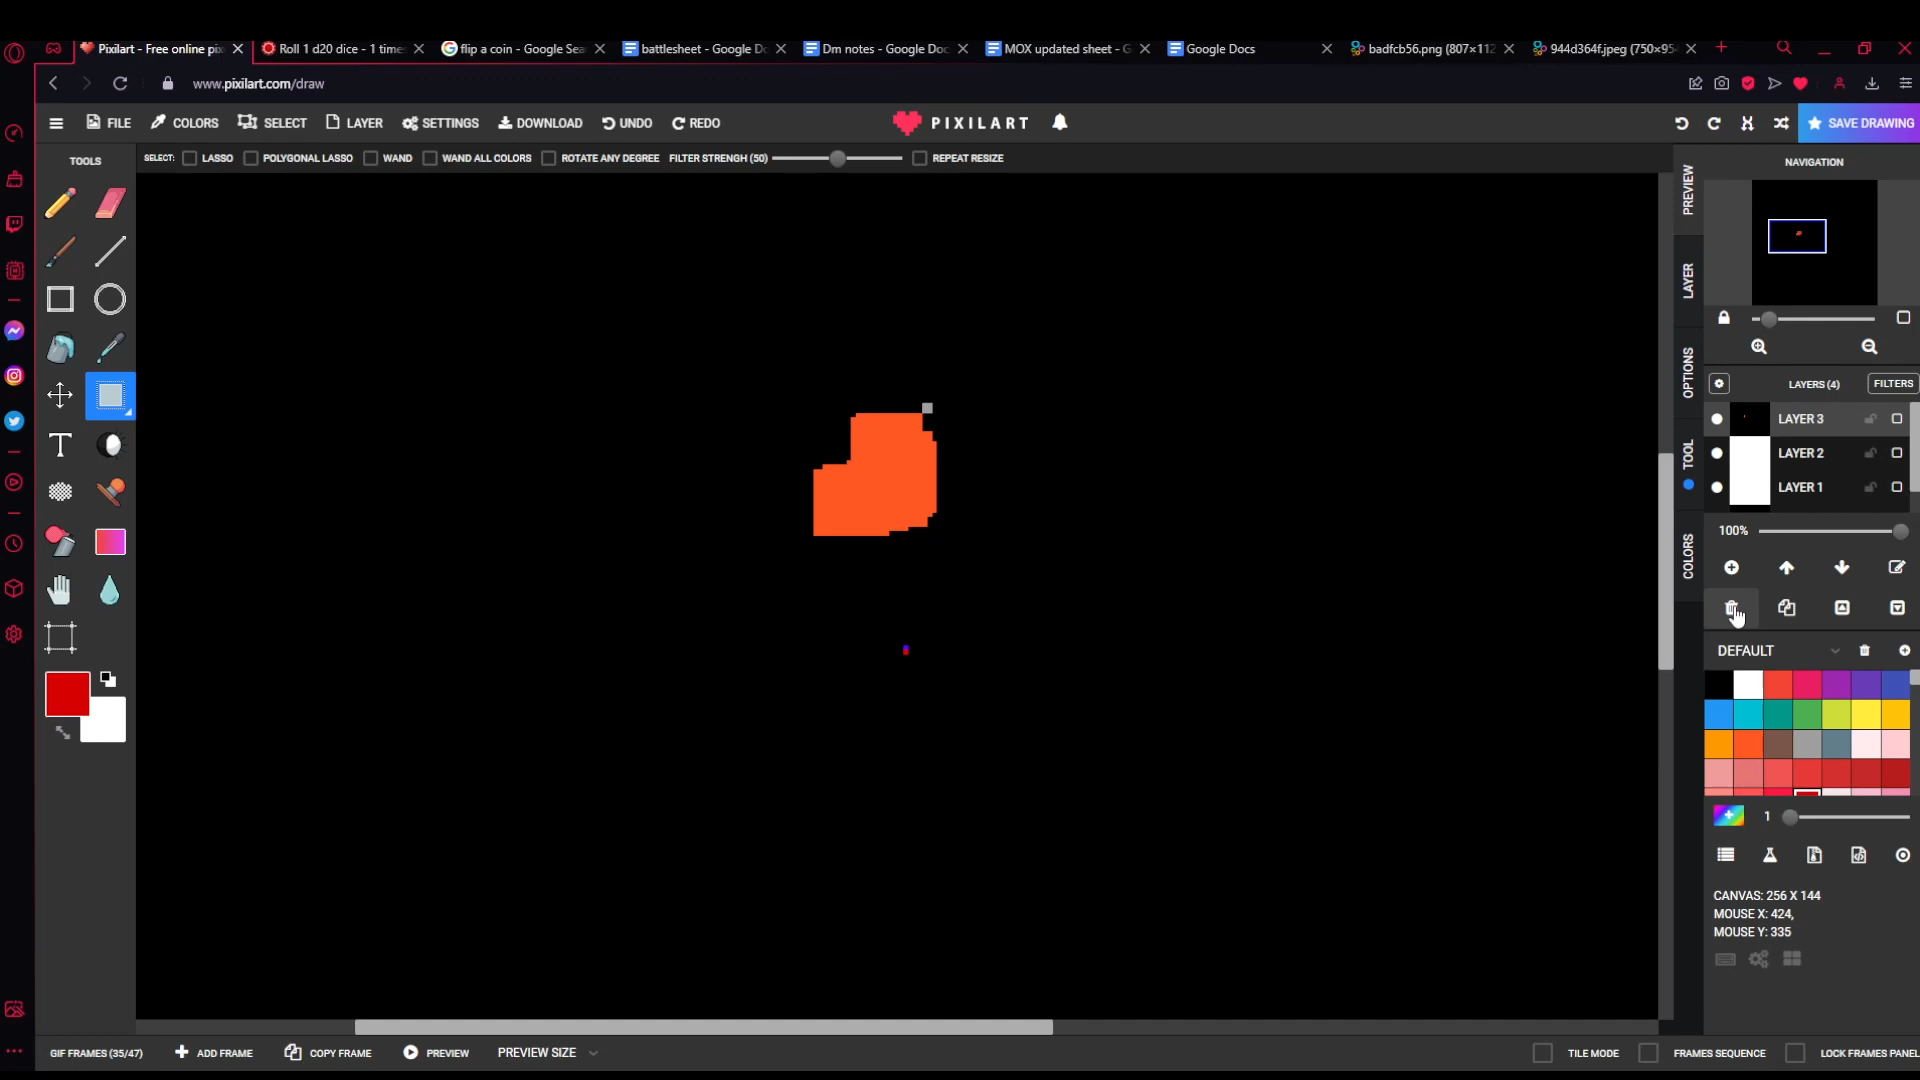 Pixilart - Free online pi
Roll 1 d20 dice - 1 time
flip a coin - Google Sea
battlesheet - Google Do
Dm notes - Google Doc
MOX updated sheet - G
Google Docs
badfcb56.png (807×112
944d364f.jpeg (750×95
www.pixilart.com/draw
FILE
COLORS
SELECT
LAYER
SETTINGS
DOWNLOAD
UNDO
REDO
PIXILART
SAVE DRAWING
TOOLS
SELECT:
LASSO
POLYGONAL LASSO
WAND
WAND ALL COLORS
ROTATE ANY DEGREE
FILTER STRENGH (50)
REPEAT RESIZE
PREVIEW
LAYER
OPTIONS
TOOL
COLORS
NAVIGATION
LAYERS (4)
FILTERS
LAYER 3
LAYER 2
LAYER 1
100%
DEFAULT
1
CANVAS: 256 X 144
MOUSE X: 424,
MOUSE Y: 335
GIF FRAMES (35/47)
ADD FRAME
COPY FRAME
PREVIEW
PREVIEW SIZE
TILE MODE
FRAMES SEQUENCE
LOCK FRAMES PANEL
T